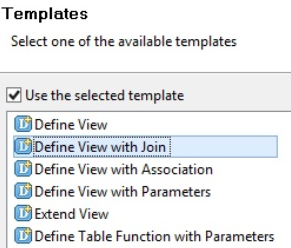 Templates
Select one of the available templates
Use the selected template
Define View
Define View with Join
Define View with Association
Define View with Parameters
Extend View
Define Table Function with Parameters